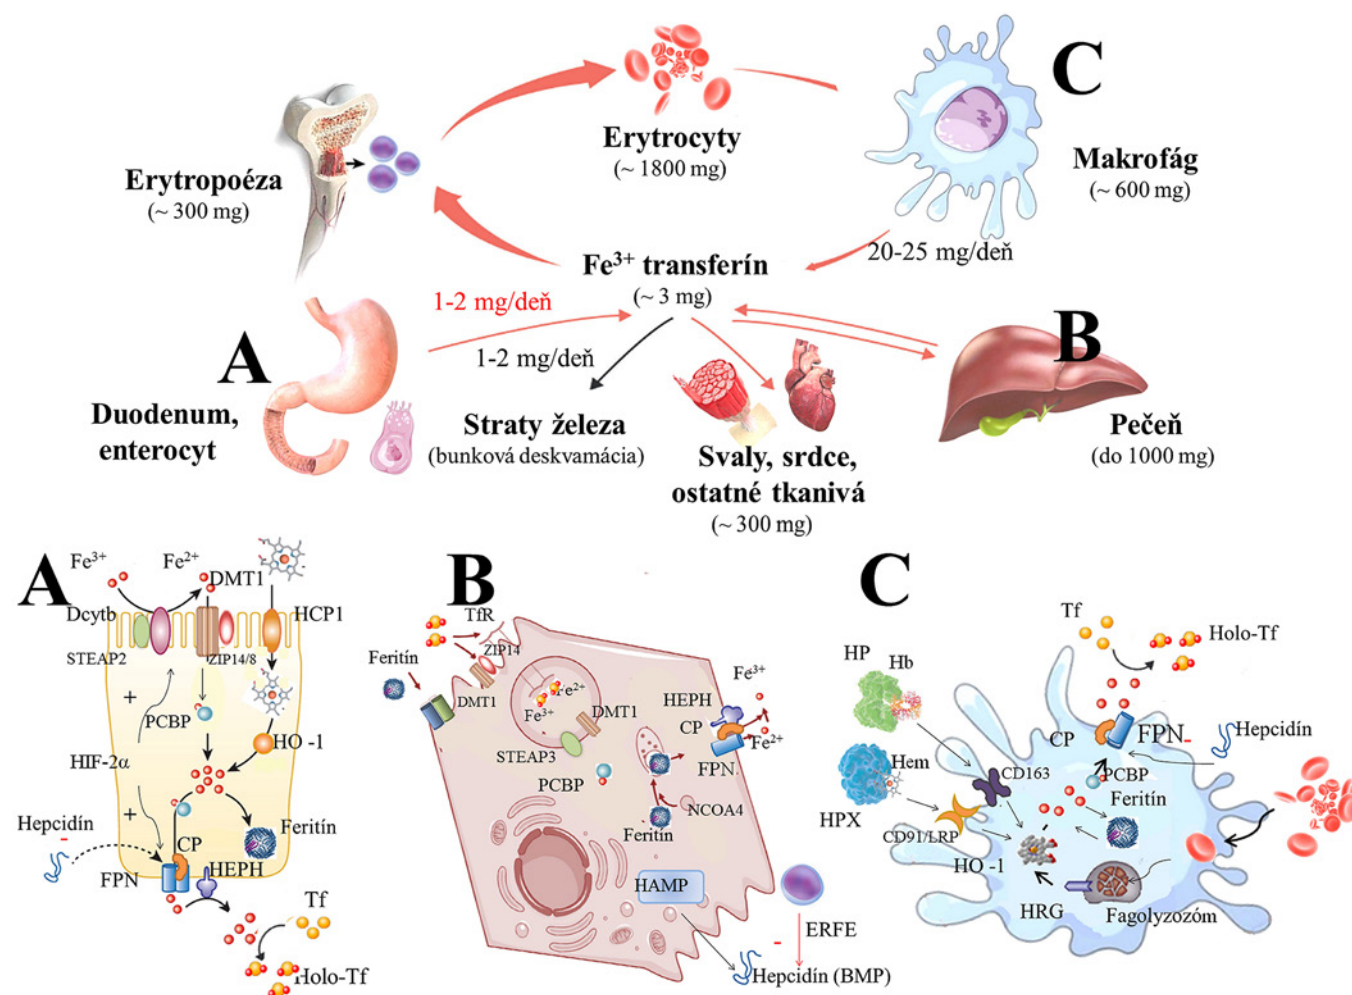 Erytropoéza
(~ 300 mg)
Erytrocyty
(~ 1800 mg)
C
Makrofág
(~ 600 mg)
20-25 mg/deň
Fe³⁺ transferín
(~ 3 mg)
1-2 mg/deň
1-2 mg/deň
A
Duodenum,
enterocyt
Straty železa
(bunková deskvamácia)
Svaly, srdce,
ostatné tkanivá
(~ 300 mg)
B
Pečeň
(do 1000 mg)
A
Fe³⁺
Fe²⁺
DMT1
Dcytb
HCP1
STEAP2
ZIP14/8
+
PCBP
HO -1
HIF-2α
+
Hepcidín
-
Feritín
CP
FPN
HEPH
Tf
Holo-Tf
B
TfR
ZIP14
Feritín
DMT1
Fe²⁺
Fe³⁺
DMT1
STEAP3
PCBP
Fe³⁺
HEPH
CP
Fe²⁺
FPN
NCOA4
Feritín
HAMP
-
ERFE
Hepcidín (BMP)
C
Tf
Holo-Tf
HP
Hb
Hem
HPX
CD163
CD91/LRP
CP
FPN
-
Hepcidín
PCBP
Feritín
HO -1
HRG
Fagolyzozóm